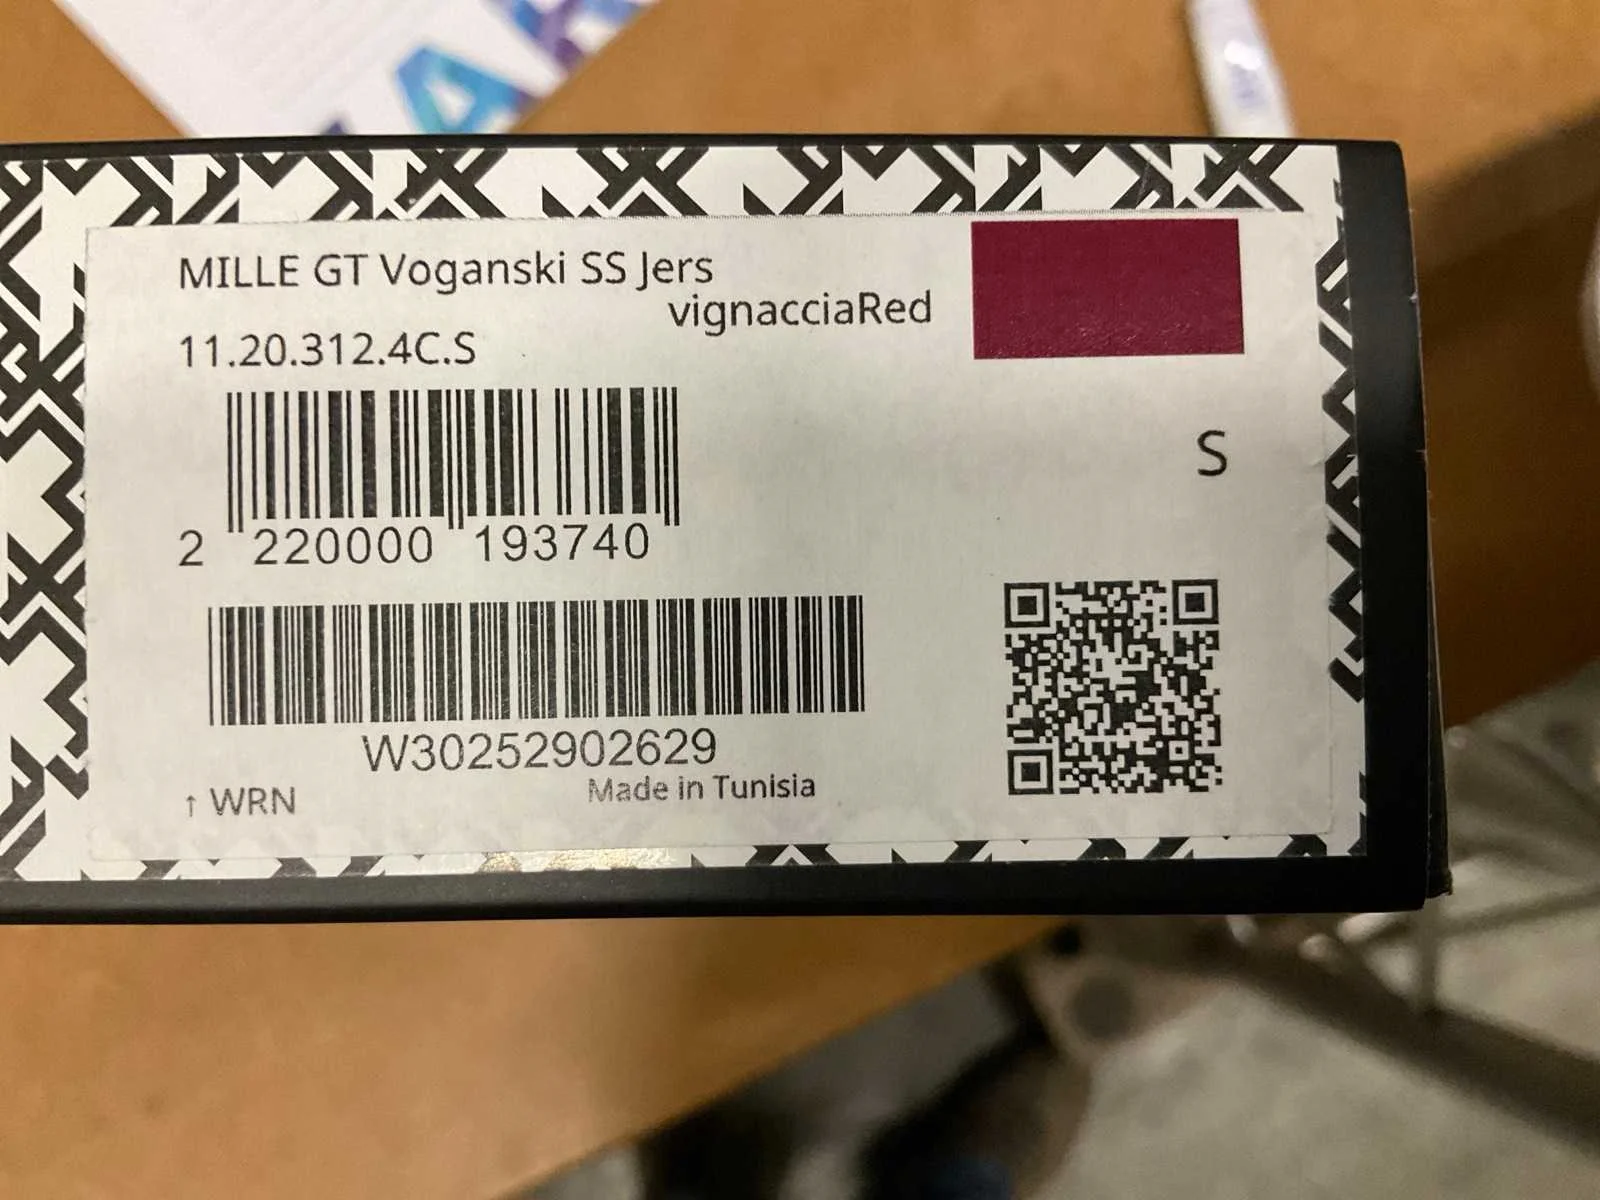 MILLE GT Voganski SS Jers
vignacciaRed
11.20.312.4C.S
S
2 220000 193740
W30252902629
↑ WRN
Made in Tunisia